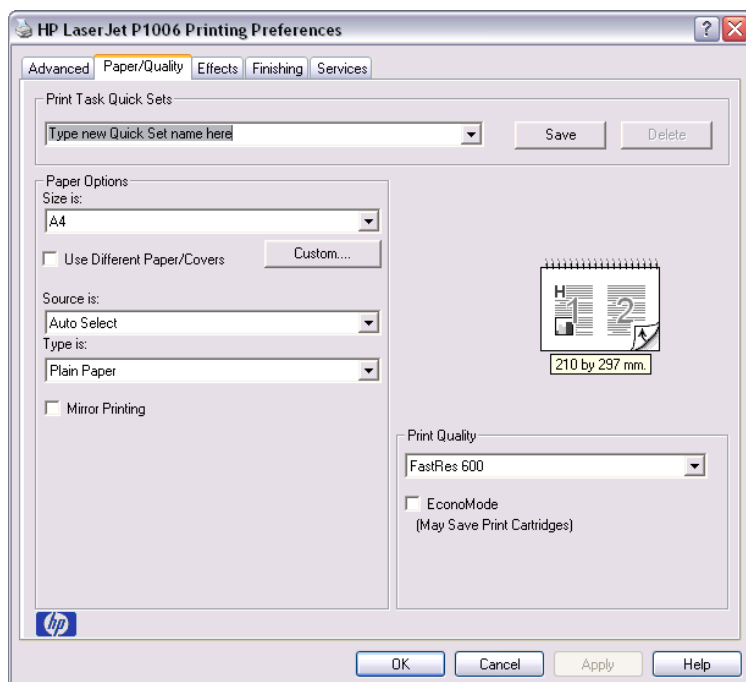 HP LaserJet P1006 Printing Preferences
Advanced Paper/Quality Effects Finishing Services
Print Task Quick Sets
Type new Quick Set name here Save Delete
Paper Options
Size is:
A4
Use Different Paper/Covers Custom....
Source is:
Auto Select
Type is:
Plain Paper
Mirror Printing
H 1 2
210 by 297 mm.
Print Quality
FastRes 600
EconoMode
(May Save Print Cartridges)
hp
OK Cancel Apply Help